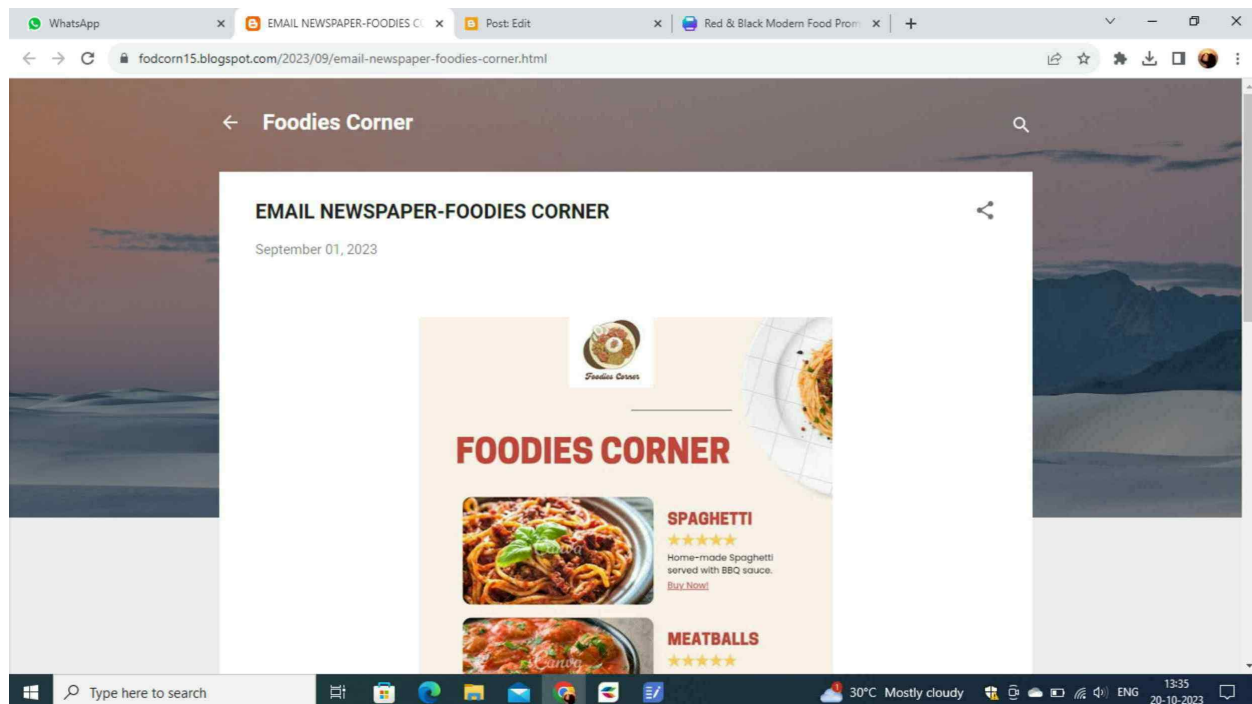 WhatsApp
EMAIL NEWSPAPER-FOODIES C
Post: Edit
Red & Black Modern Food Prom
fodcorn15.blogspot.com/2023/09/email-newspaper-foodies-corner.html
Foodies Corner
EMAIL NEWSPAPER-FOODIES CORNER
September 01, 2023
Foodies Corner
FOODIES CORNER
SPAGHETTI
Home-made Spaghetti
served with BBQ sauce.
Buy Now!
Canva
MEATBALLS
Canva
Type here to search
30°C Mostly cloudy
ENG
13:35
20-10-2023